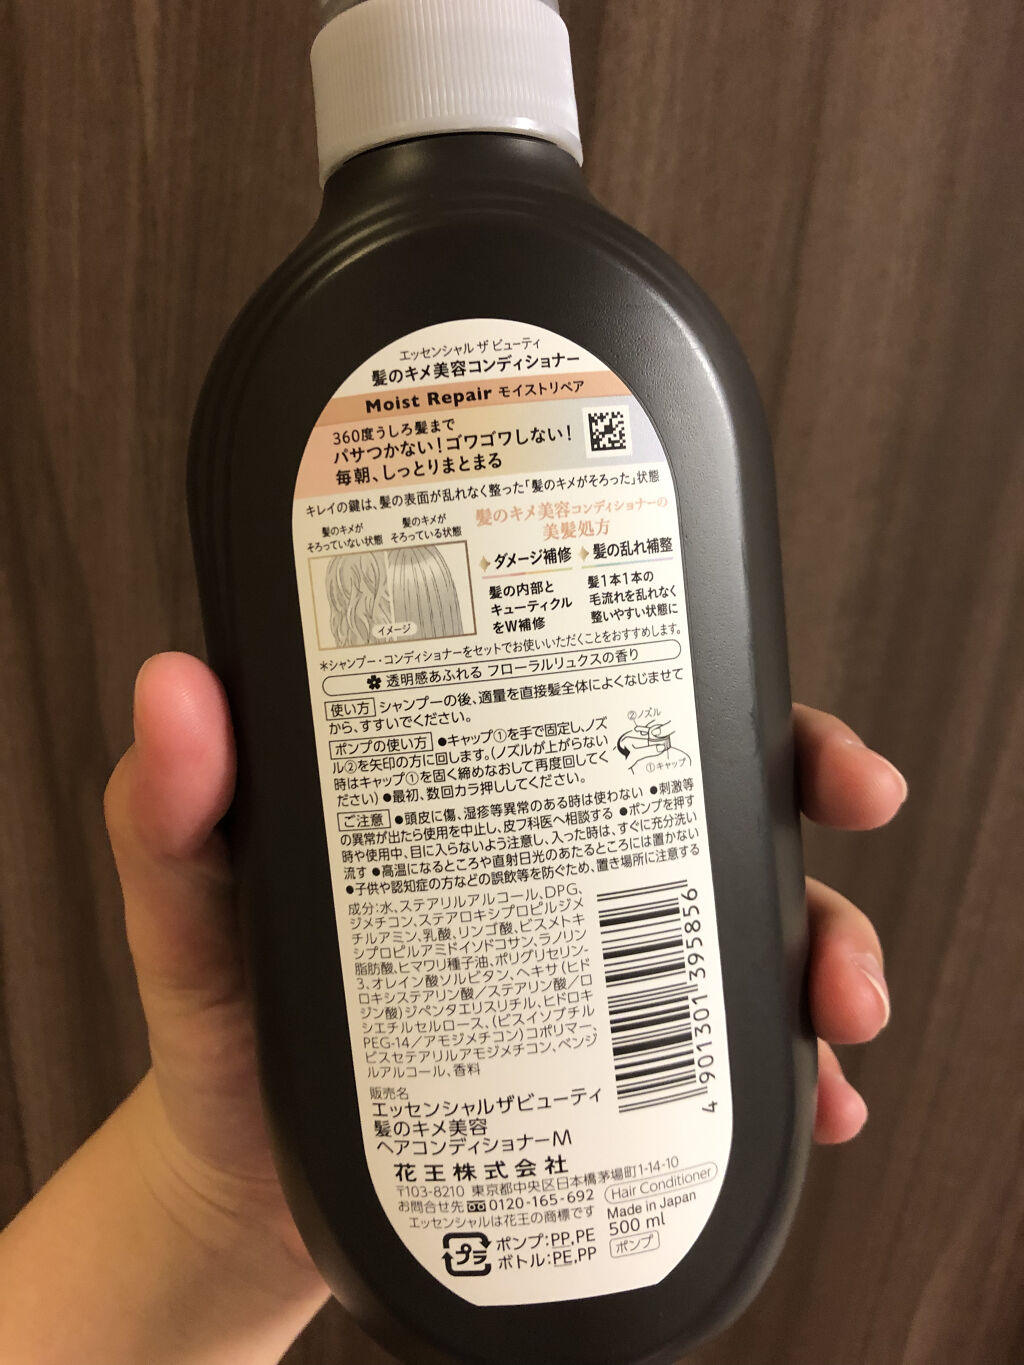 エッセンシャル ザ ビューティ
髪のキメ美容コンディショナー
Moist Repair モイストリペア
360度うしろ髪まで
パサつかない！ゴワゴワしない！
毎朝、しっとりまとまる
キレイの鍵は、髪の表面が乱れなく整った「髪のキメがそろった」状態
髪のキメが
そろっていない状態
髪のキメが
そろっている状態
イメージ
髪のキメ美容コンディショナーの
美髪処方
ダメージ補修
髪の内部と
キューティクル
をW補修
髪の乱れ補整
髪1本1本の
毛流れを乱れなく
整いやすい状態に
*シャンプー・コンディショナーをセットでお使いいただくことをおすすめします。
透明感あふれる フローラルリュクスの香り
使い方 シャンプーの後、適量を直接髪全体によくなじませて
から、すすいでください。
ポンプの使い方 ●キャップ①を手で固定し、ノズ
ル②を矢印の方に回します。(ノズルが上がらない
時はキャップ①を固く締めなおして再度回してく
ださい) ●最初、数回カラ押ししてください。
②ノズル
①キャップ
ご注意 ●頭皮に傷、湿疹等異常のある時は使わない ●刺激等
の異常が出たら使用を中止し、皮フ科医へ相談する ●ポンプを押す
時や使用中、目に入らないよう注意し、入った時は、すぐに充分洗い
流す ●高温になるところや直射日光のあたるところには置かない
●子供や認知症の方などの誤飲等を防ぐため、置き場所に注意する
成分:水、ステアリルアルコール、DPG、
ジメチコン、ステアロキシプロピルジメ
チルアミン、乳酸、リンゴ酸、ビスメトキ
シプロピルアミドイソドコサン、ラノリン
脂肪酸、ヒマワリ種子油、ポリグリセリン-
3、オレイン酸ソルビタン、ヘキサ(ヒド
ロキシステアリン酸／ステアリン酸／ロ
ジン酸)ジペンタエリスリチル、ヒドロキ
シエチルセルロース、(ビスイソブチル
PEG-14／アモジメチコン)コポリマー、
ビスセテアリルアモジメチコン、ベンジ
ルアルコール、香料
4 901301 395856
販売名
エッセンシャルザビューティ
髪のキメ美容
ヘアコンディショナーM
花王株式会社
〒103-8210 東京都中央区日本橋茅場町1-14-10
お問合せ先 0120-165-692
エッセンシャルは花王の商標です
Hair Conditioner
Made in Japan
500 ml
ポンプ
プラ
ポンプ:PP,PE
ボトル:PE,PP